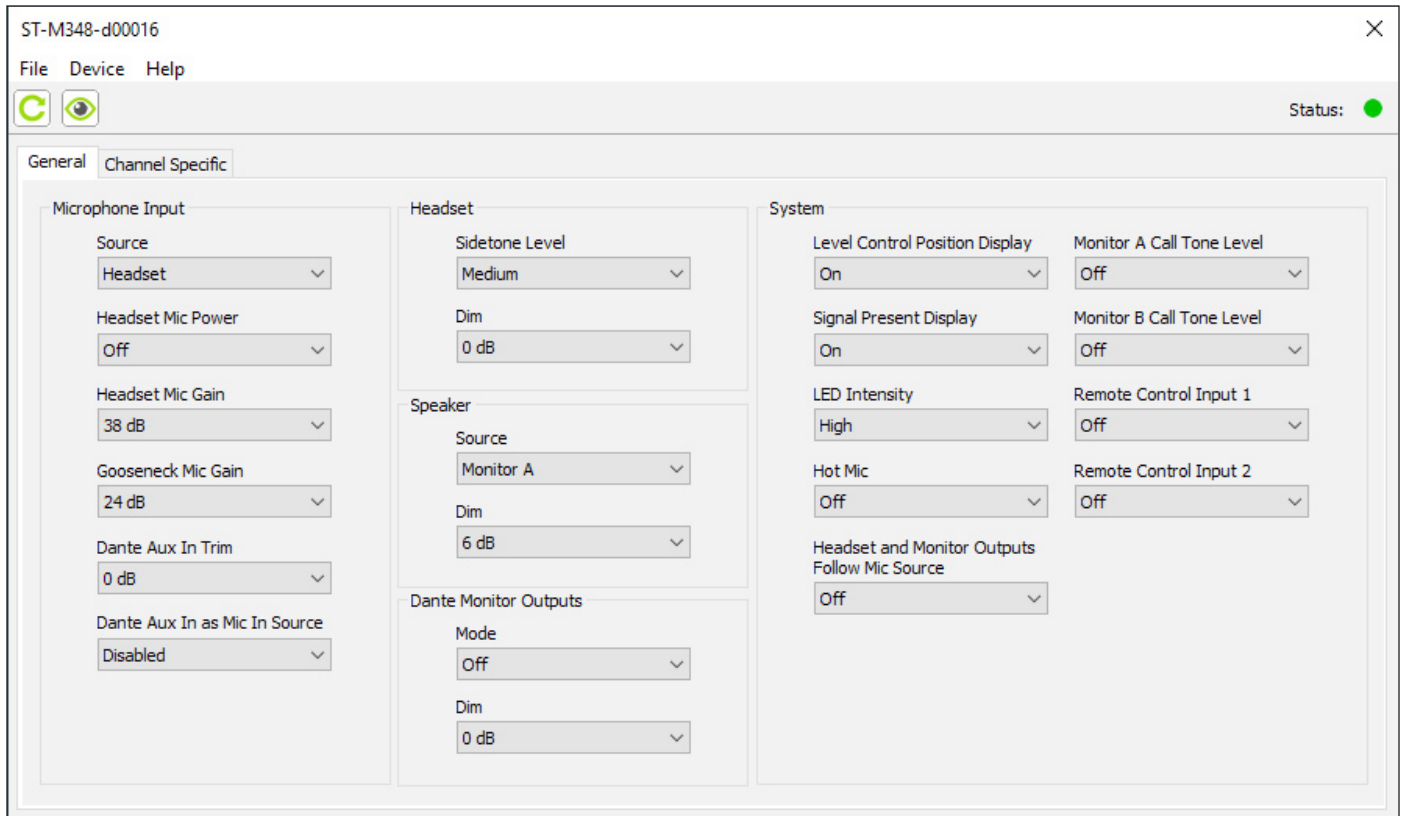 ST-M348-d00016
File Device Help
Status:
General Channel Specific
Microphone Input
Source
Headset
Headset Mic Power
Off
Headset Mic Gain
38 dB
Gooseneck Mic Gain
24 dB
Dante Aux In Trim
0 dB
Dante Aux In as Mic In Source
Disabled
Headset
Sidetone Level
Medium
Dim
0 dB
Speaker
Source
Monitor A
Dim
6 dB
Dante Monitor Outputs
Mode
Off
Dim
0 dB
System
Level Control Position Display
On
Signal Present Display
On
LED Intensity
High
Hot Mic
Off
Headset and Monitor Outputs
Follow Mic Source
Off
Monitor A Call Tone Level
Off
Monitor B Call Tone Level
Off
Remote Control Input 1
Off
Remote Control Input 2
Off